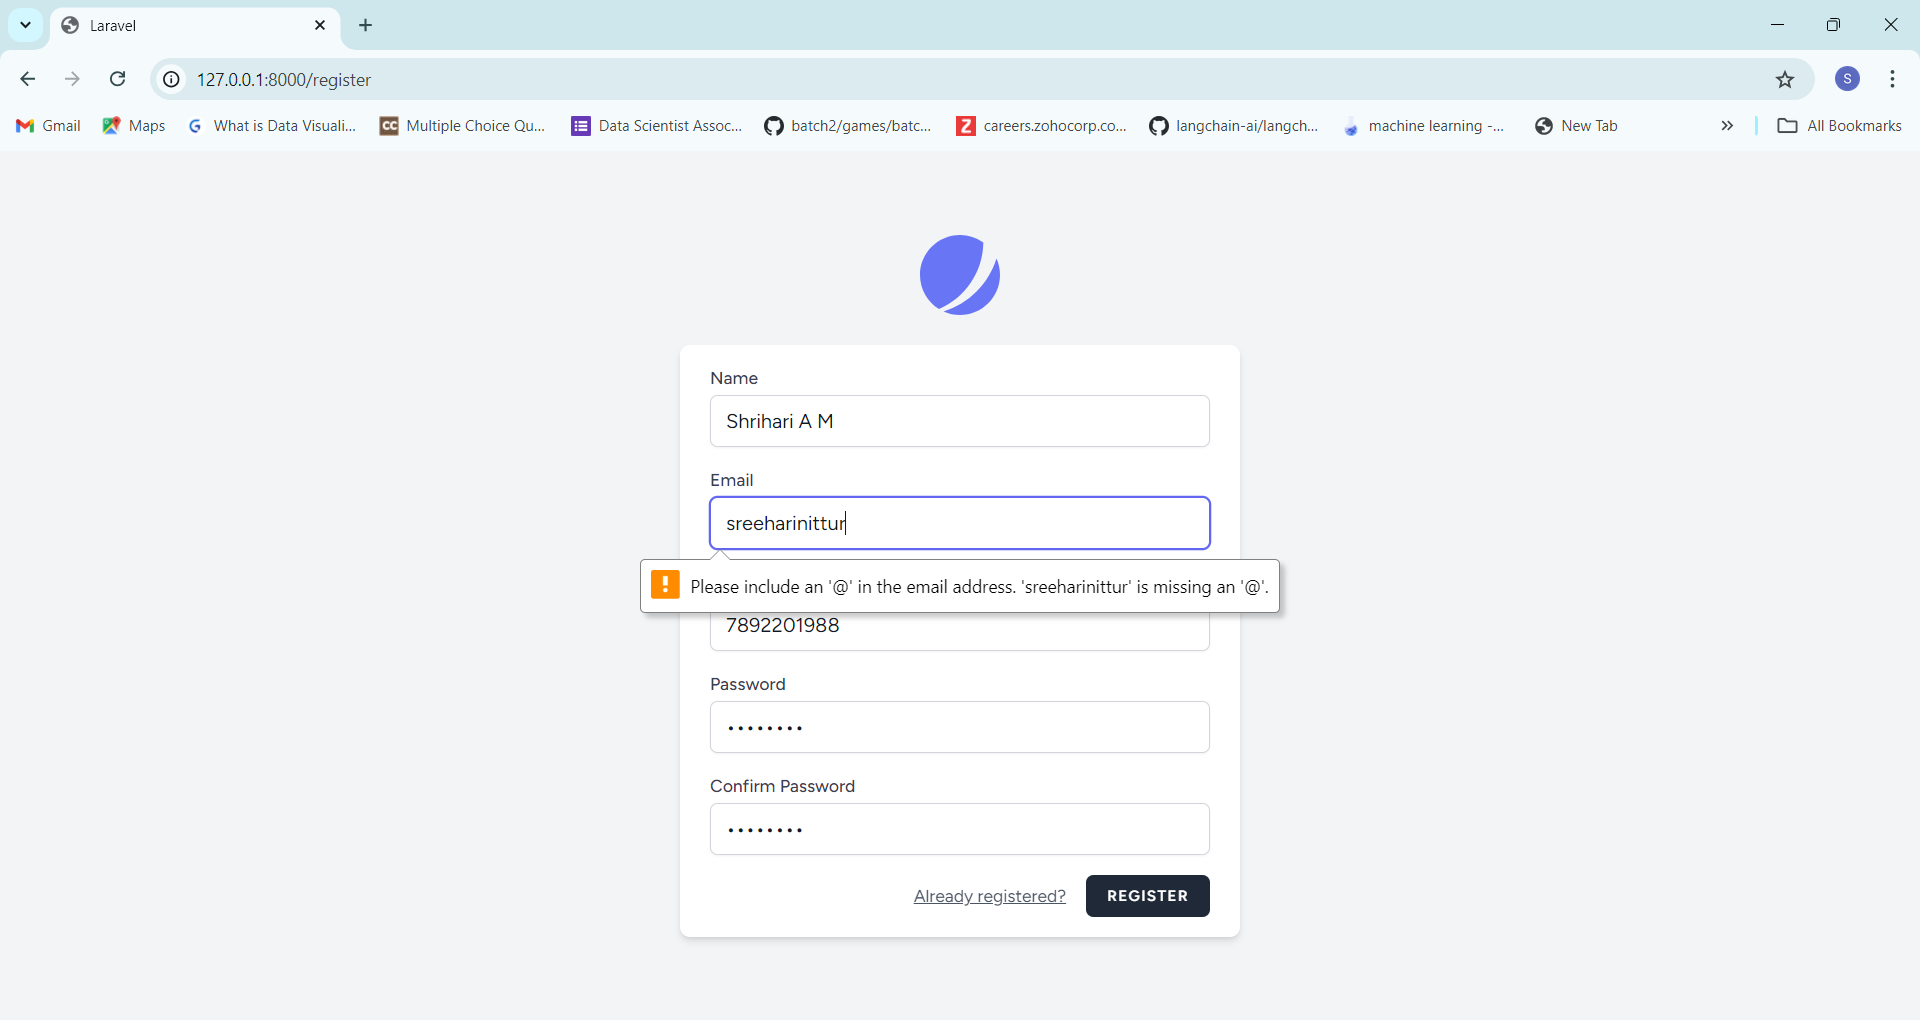 Laravel
127.0.0.1:8000/register
S
Gmail Maps G What is Data Visuali... CC Multiple Choice Qu... Data Scientist Assoc... batch2/games/batc... Z careers.zohocorp.co... langchain-ai/langch... machine learning -... New Tab All Bookmarks
Name
Shrihari A M
Email
sreeharinittur
! Please include an '@' in the email address. 'sreeharinittur' is missing an '@'.
7892201988
Password
••••••••
Confirm Password
••••••••
Already registered? REGISTER